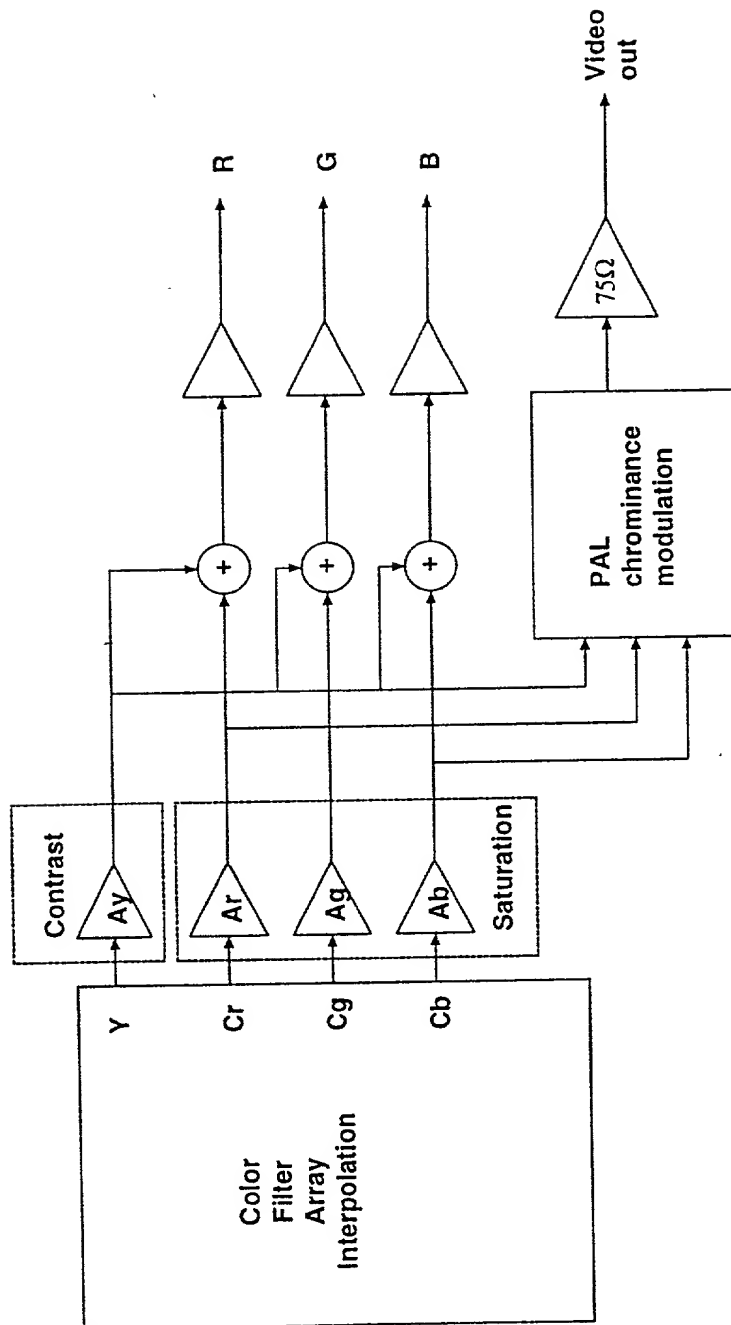 Color
Filter
Array
Interpolation
Y
Cr
Cg
Cb
Contrast
Ay
Ar
Ag
Ab
Saturation
+
+
+
R
G
B
PAL
chrominance
modulation
75Ω
Video
out